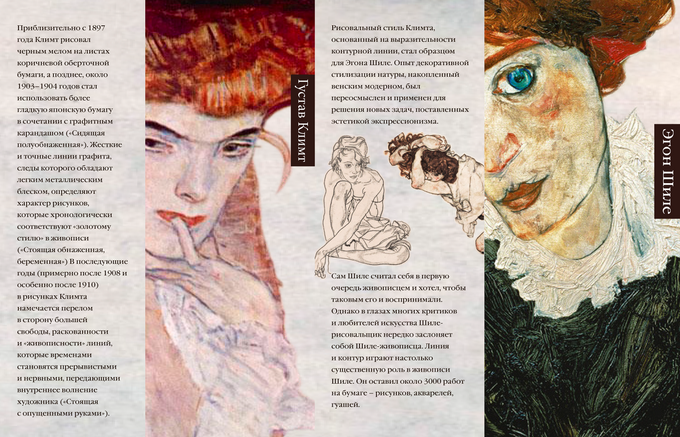 Приблизительно с 1897
года Климт рисовал
черным мелом на листах
коричневой оберточной
бумаги, а позднее, около
1903–1904 годов стал
использовать более
гладкую японскую бумагу
в сочетании с графитным
карандашом («Сидящая
полуобнаженная»). Жесткие
и точные линии графита,
следы которого обладают
легким металлическим
блеском, определяют
характер рисунков,
которые хронологически
соответствуют «золотому
стилю» в живописи
(«Стоящая обнаженная,
беременная») В последующие
годы (примерно после 1908 и
особенно после 1910)
в рисунках Климта
намечается перелом
в сторону большей
свободы, раскованности
и «живописности» линий,
которые временами
становятся прерывистыми
и нервными, передающими
внутреннее волнение
художника («Стоящая
с опущенными руками»).
Густав Климт
Рисовальный стиль Климта,
основанный на выразительности
контурной линии, стал образцом
для Эгона Шиле. Опыт декоративной
стилизации натуры, накопленный
венским модерном, был
переосмыслен и применен для
решения новых задач, поставленных
эстетикой экспрессионизма.
Сам Шиле считал себя в первую
очередь живописцем и хотел, чтобы
таковым его и воспринимали.
Однако в глазах многих критиков
и любителей искусства Шиле-
рисовальщик нередко заслоняет
собой Шиле-живописца. Линия
и контур играют настолько
существенную роль в живописи
Шиле. Он оставил около 3000 работ
на бумаге – рисунков, акварелей,
гуашей.
Эгон Шиле